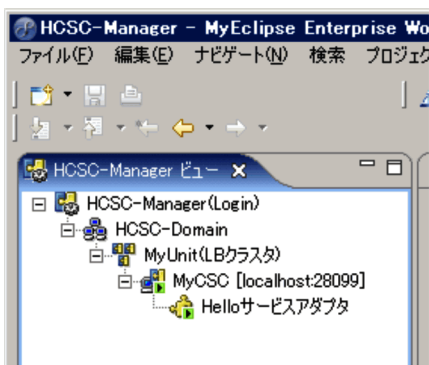 HCSC-Manager - MyEclipse Enterprise Wo
ファイル(F) 編集(E) ナビゲート(N) 検索 プロジェク
HCSC-Manager ビュー
HCSC-Manager(Login)
HCSC-Domain
MyUnit(LBクラスタ)
MyCSC [localhost:28099]
Helloサービスアダプタ